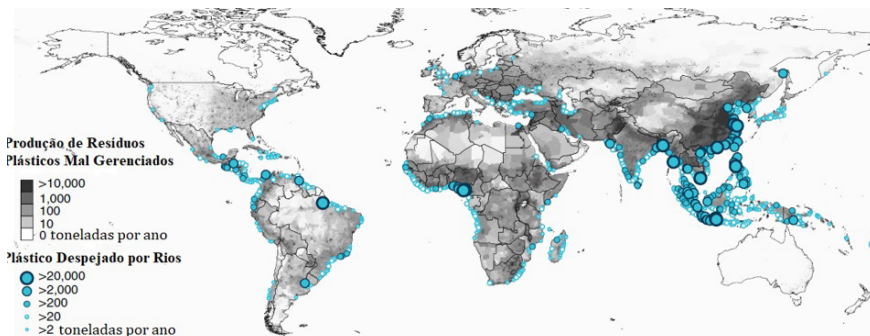 Produção de Resíduos
Plásticos Mal Gerenciados
>10,000
1,000
100
10
0 toneladas por ano
Plástico Despejado por Rios
>20,000
>2,000
>200
>20
>2 toneladas por ano